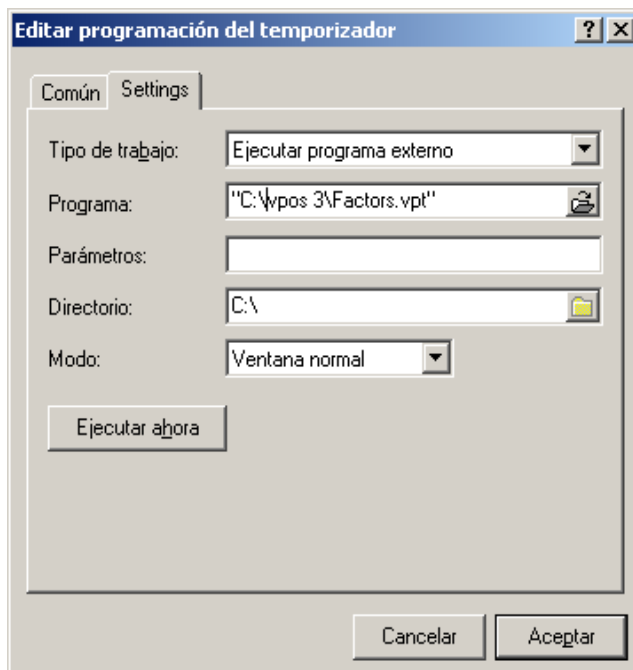 Editar programación del temporizador
Común Settings
Tipo de trabajo: Ejecutar programa externo
Programa: "C:\vpos 3\Factors.vpt"
Parámetros:
Directorio: C:\
Modo: Ventana normal
Ejecutar ahora
Cancelar Aceptar